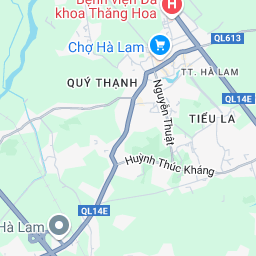 Bệnh viện Đa
khoa Thăng Hoa
QL613
Chợ Hà Lam
TT. HÀ LAM
QUÝ THẠNH
QL14E
Nguyễn Thuật
TIỂU LA
Huỳnh Thúc Kháng
QL14E
Hà Lam